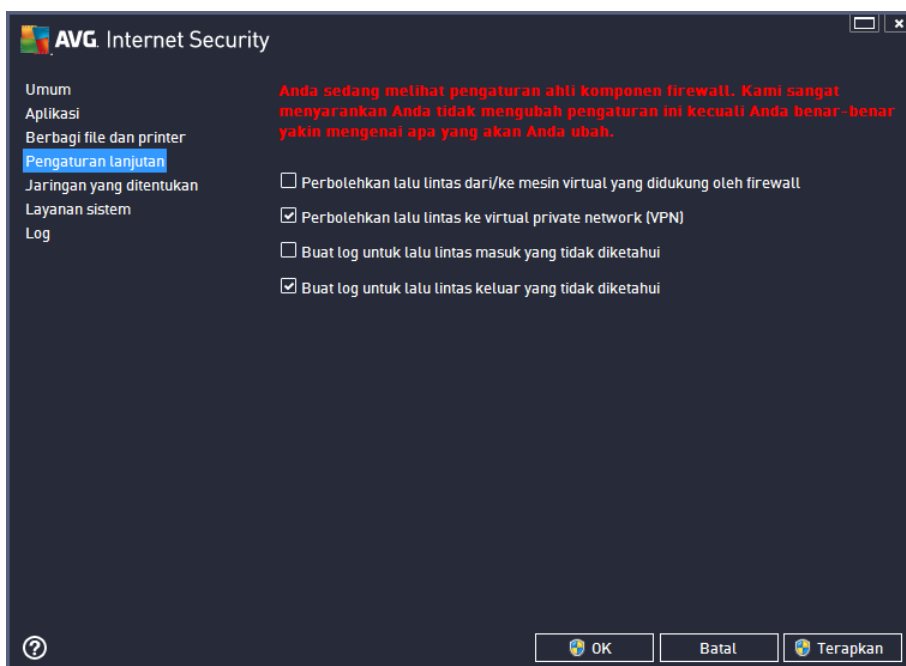 AVG. Internet Security
Umum
Aplikasi
Berbagi file dan printer
Pengaturan lanjutan
Jaringan yang ditentukan
Layanan sistem
Log
Anda sedang melihat pengaturan ahli komponen firewall. Kami sangat
menyarankan Anda tidak mengubah pengaturan ini kecuali Anda benar-benar
yakin mengenai apa yang akan Anda ubah.
Perbolehkan lalu lintas dari/ke mesin virtual yang didukung oleh firewall
Perbolehkan lalu lintas ke virtual private network (VPN)
Buat log untuk lalu lintas masuk yang tidak diketahui
Buat log untuk lalu lintas keluar yang tidak diketahui
OK
Batal
Terapkan